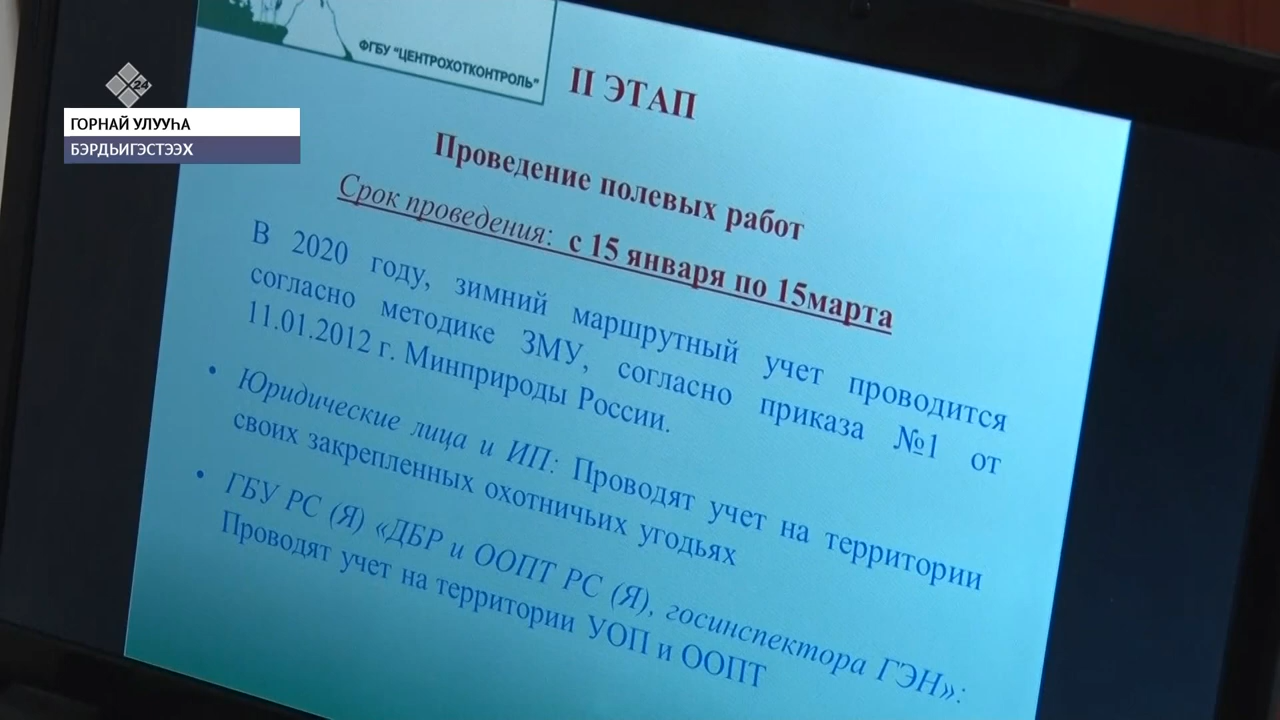 ФГБУ "ЦЕНТРОХОТКОНТРОЛЬ"
24
ГОРНАЙ УЛУУҺА
БЭРДЬИГЭСТЭЭХ
II ЭТАП
Проведение полевых работ
Срок проведения: с 15 января по 15марта
В 2020 году, зимний маршрутный учет проводится
согласно методике ЗМУ, согласно приказа №1 от
11.01.2012 г. Минприроды России.
• Юридические лица и ИП: Проводят учет на территории
своих закрепленных охотничьих угодьях
• ГБУ РС (Я) «ДБР и ООПТ РС (Я), госинспектора ГЭН»:
Проводят учет на территории УОП и ООПТ